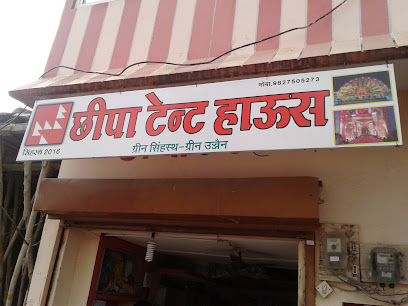 मोबा.9827505273
छीपा टेन्ट हाऊस
सिंहस्थ 2016
ग्रीन सिंहस्थ-ग्रीन उज्जैन